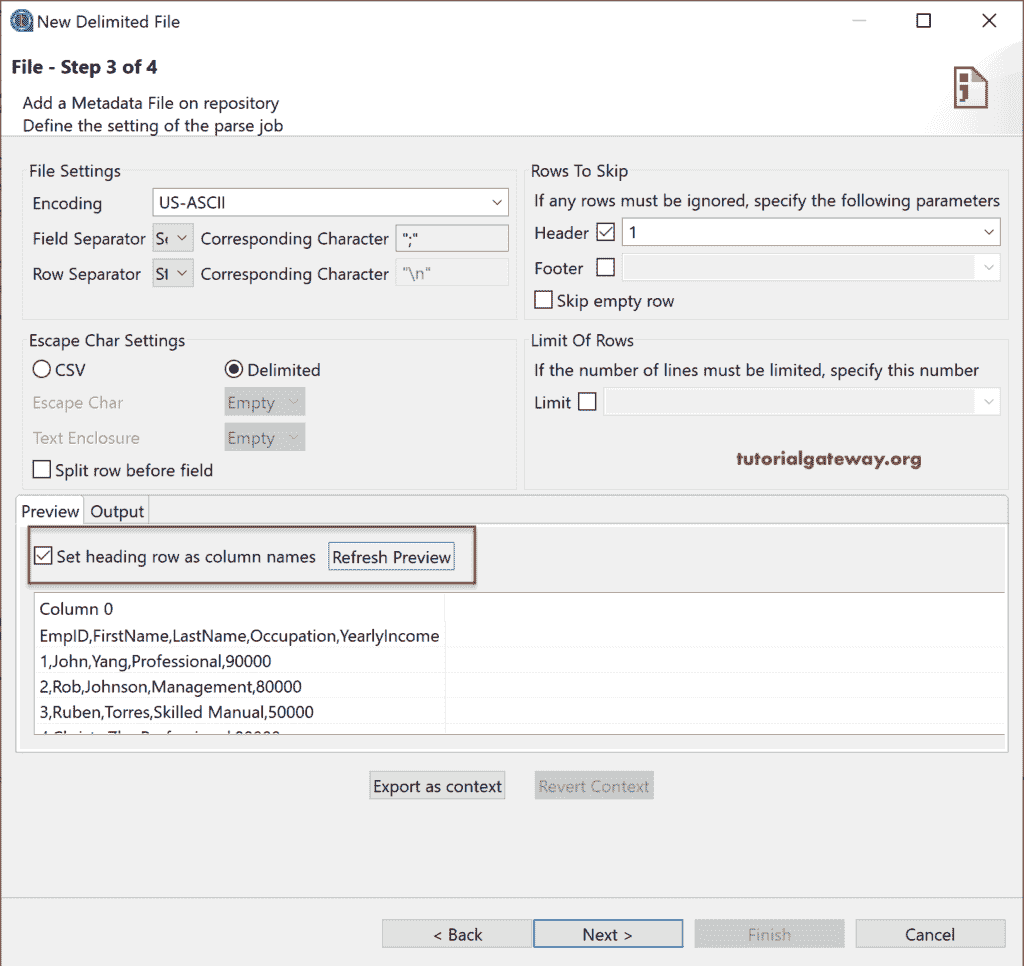 New Delimited File
File - Step 3 of 4
Add a Metadata File on repository
Define the setting of the parse job
File Settings
Encoding US-ASCII
Field Separator Corresponding Character ";"
Row Separator Corresponding Character "\n"
Rows To Skip
If any rows must be ignored, specify the following parameters
Header 1
Footer
Skip empty row
Escape Char Settings
CSV Delimited
Escape Char Empty
Text Enclosure Empty
Split row before field
Limit Of Rows
If the number of lines must be limited, specify this number
Limit
tutorialgateway.org
Preview Output
Set heading row as column names Refresh Preview
Column 0
EmpID,FirstName,LastName,Occupation,YearlyIncome
1,John,Yang,Professional,90000
2,Rob,Johnson,Management,80000
3,Ruben,Torres,Skilled Manual,50000
Export as context Revert Context
< Back Next > Finish Cancel